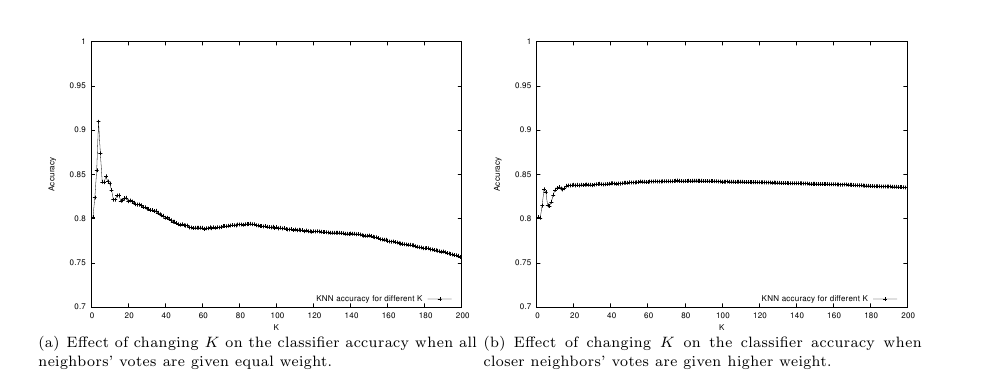 1
0.95
0.9
0.85
0.8
0.75
0.7
Accuracy
0 20 40 60 80 100 120 140 160 180 200
K
KNN accuracy for different K
(a) Effect of changing K on the classifier accuracy when all
neighbors' votes are given equal weight.
1
0.95
0.9
0.85
0.8
0.75
0.7
Accuracy
0 20 40 60 80 100 120 140 160 180 200
K
KNN accuracy for different K
(b) Effect of changing K on the classifier accuracy when
closer neighbors' votes are given higher weight.